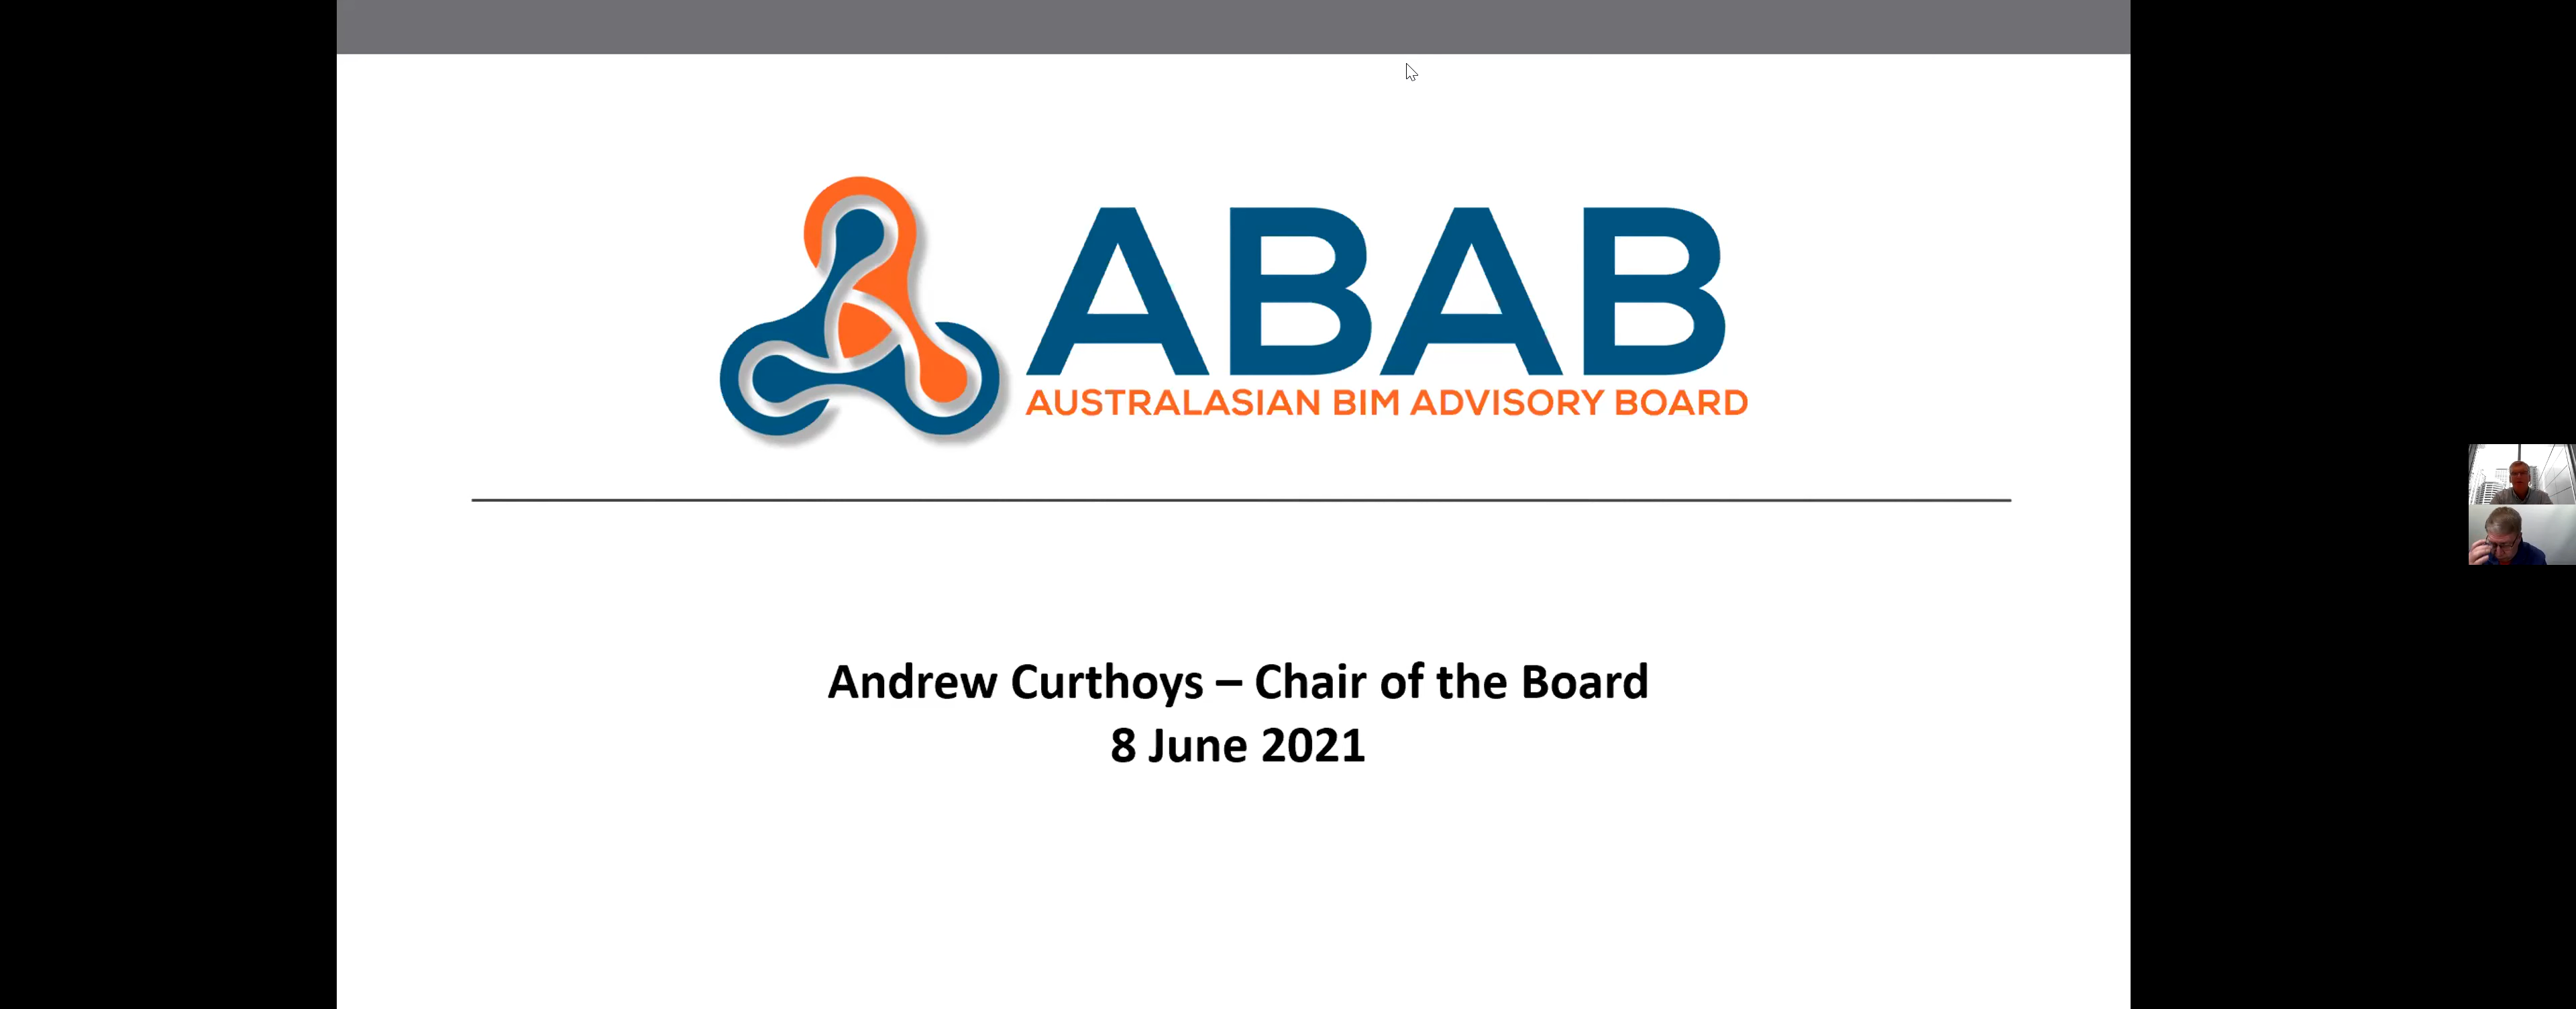 ABAB
AUSTRALASIAN BIM ADVISORY BOARD
Andrew Curthoys – Chair of the Board
8 June 2021